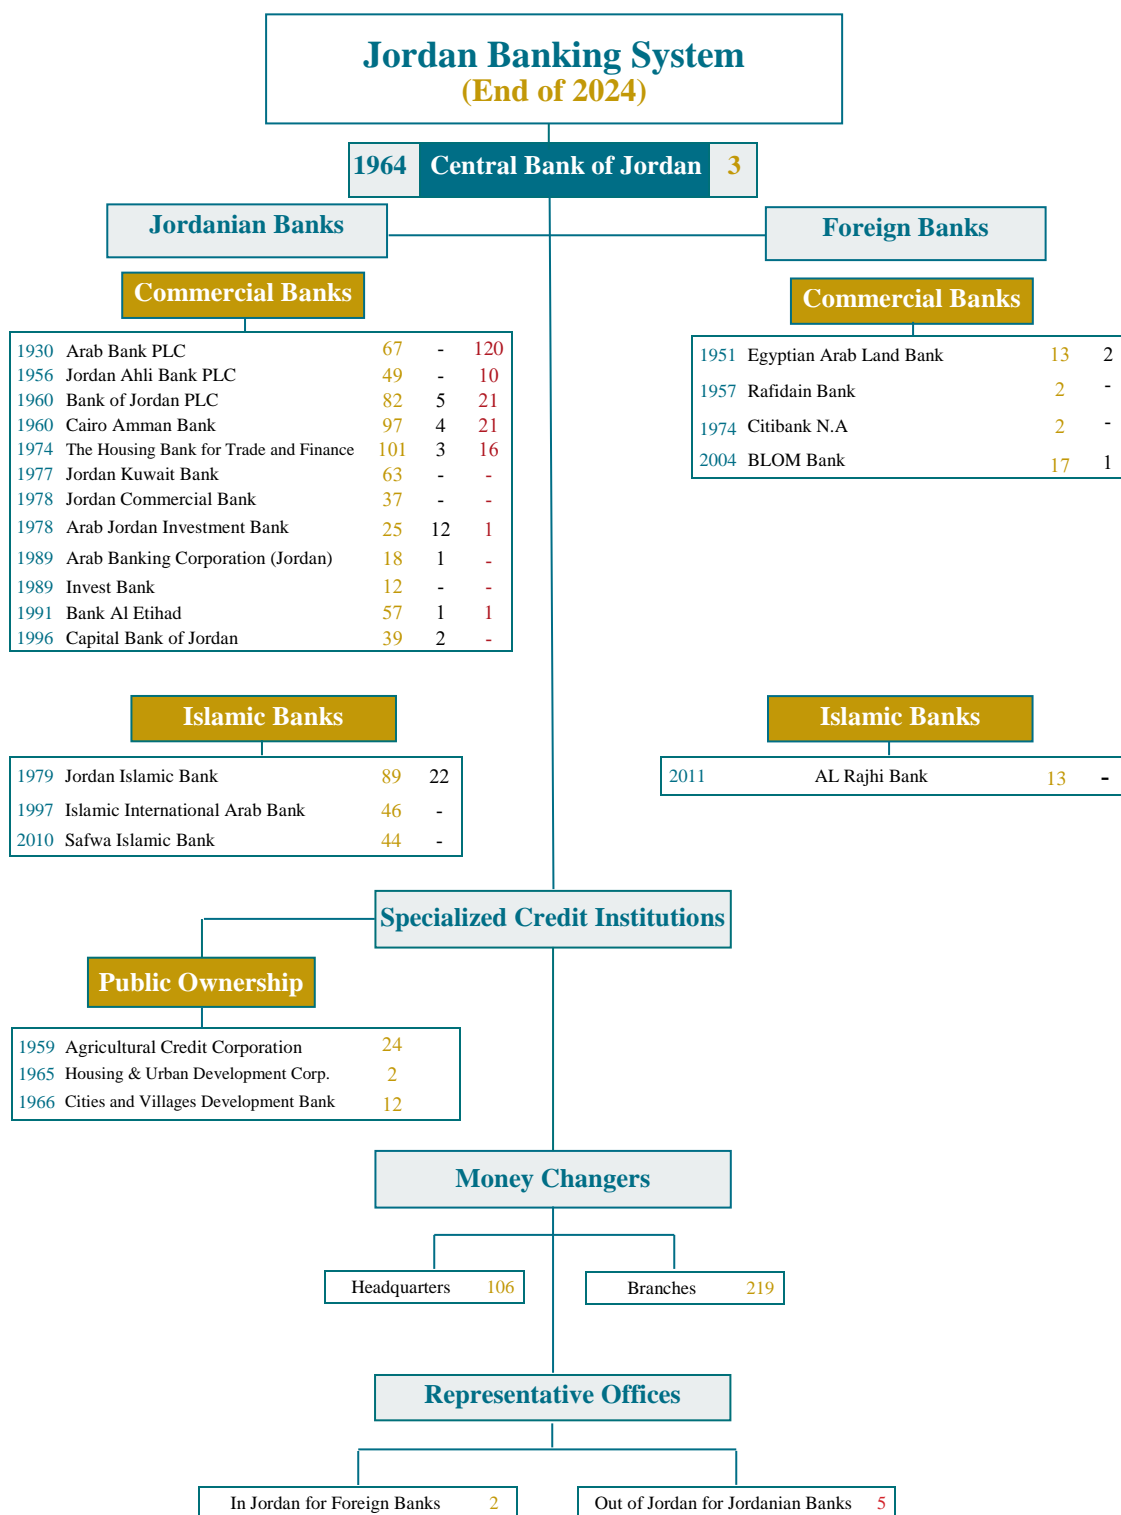 Jordan Banking System
(End of 2024)
1964 Central Bank of Jordan 3
Jordanian Banks
Foreign Banks
Commercial Banks
1930 Arab Bank PLC 67 - 120
1956 Jordan Ahli Bank PLC 49 - 10
1960 Bank of Jordan PLC 82 5 21
1960 Cairo Amman Bank 97 4 21
1974 The Housing Bank for Trade and Finance 101 3 16
1977 Jordan Kuwait Bank 63 - -
1978 Jordan Commercial Bank 37 - -
1978 Arab Jordan Investment Bank 25 12 1
1989 Arab Banking Corporation (Jordan) 18 1 -
1989 Invest Bank 12 - -
1991 Bank Al Etihad 57 1 1
1996 Capital Bank of Jordan 39 2 -
Commercial Banks
1951 Egyptian Arab Land Bank 13 2
1957 Rafidain Bank 2 -
1974 Citibank N.A 2 -
2004 BLOM Bank 17 1
Islamic Banks
1979 Jordan Islamic Bank 89 22
1997 Islamic International Arab Bank 46 -
2010 Safwa Islamic Bank 44 -
Islamic Banks
2011 AL Rajhi Bank 13 -
Specialized Credit Institutions
Public Ownership
1959 Agricultural Credit Corporation 24
1965 Housing & Urban Development Corp. 2
1966 Cities and Villages Development Bank 12
Money Changers
Headquarters 106
Branches 219
Representative Offices
In Jordan for Foreign Banks 2
Out of Jordan for Jordanian Banks 5